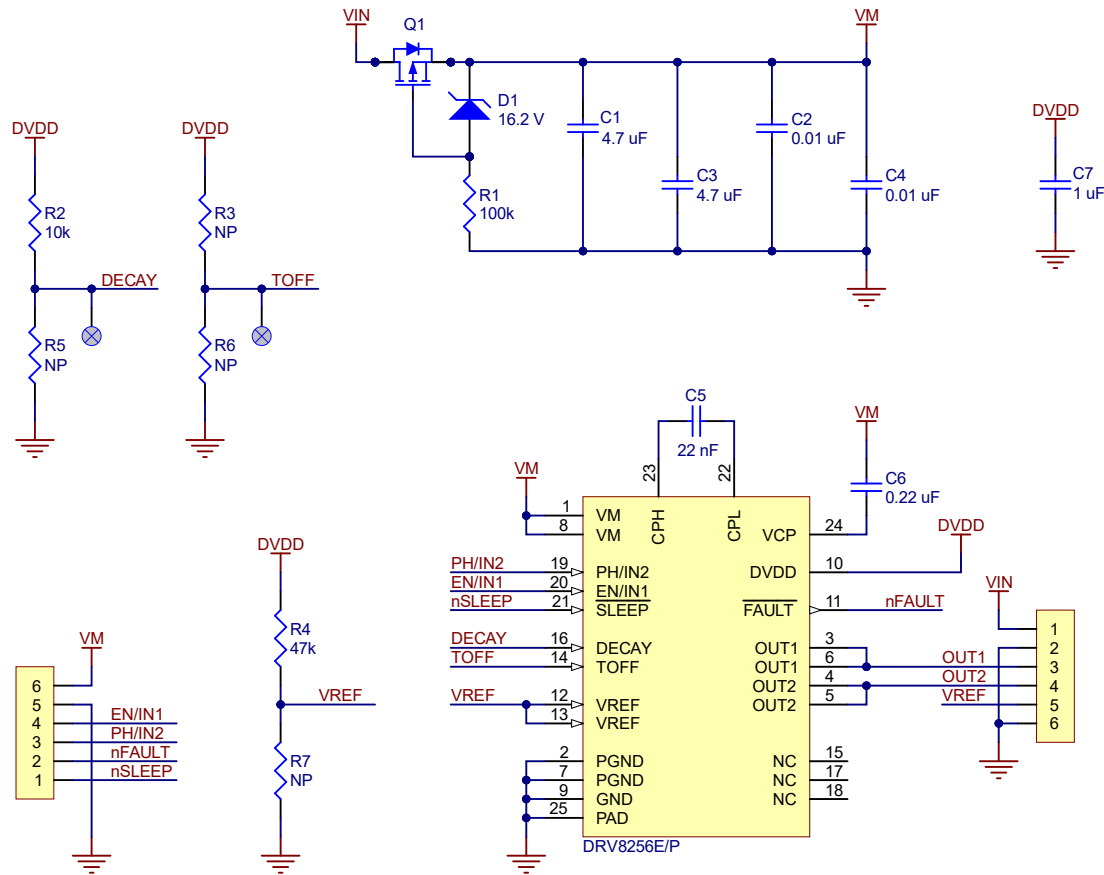 VIN
Q1
VM
D1
16.2 V
C1
4.7 uF
C2
0.01 uF
C3
4.7 uF
C4
0.01 uF
R1
100k
DVDD
C7
1 uF
DVDD
R2
10k
DECAY
R5
NP
DVDD
R3
NP
TOFF
R6
NP
C5
22 nF
23
22
VM
C6
0.22 uF
VM
1
VM
8
VM
CPH
CPL
VCP
24
DVDD
PH/IN2
19
PH/IN2
DVDD
10
EN/IN1
20
EN/IN1
nSLEEP
21
SLEEP
FAULT
11
nFAULT
DECAY
16
DECAY
TOFF
14
TOFF
OUT1
3
OUT1
6
OUT1
OUT2
4
OUT2
OUT2
5
VREF
VREF
12
VREF
13
VREF
2
PGND
7
PGND
9
GND
25
PAD
NC
15
NC
17
NC
18
DRV8256E/P
VIN
1
2
3
4
5
6
DVDD
R4
47k
VREF
R7
NP
VM
6
5
4
EN/IN1
3
PH/IN2
2
nFAULT
1
nSLEEP